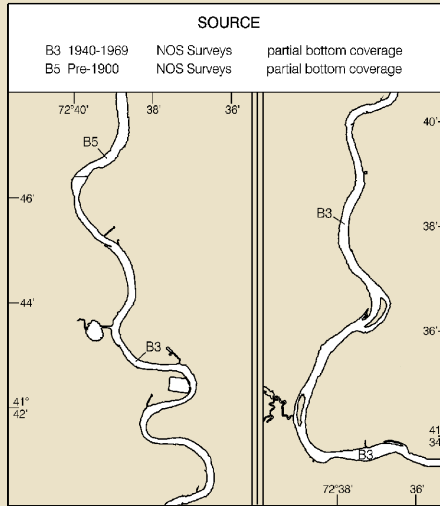 SOURCE
B3 1940-1969 NOS Surveys partial bottom coverage
B5 Pre-1900 NOS Surveys partial bottom coverage
72°40' 36' 36'
40'
B5
46'
B3
38'
44'
36'
B3
41°
42'
41
34'
B3
72°38' 36'